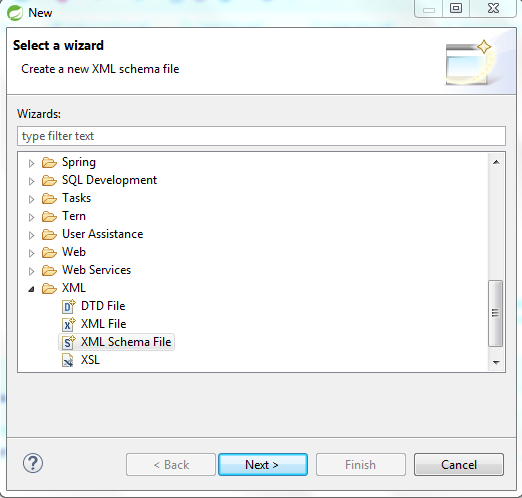 New
Select a wizard
Create a new XML schema file
Wizards:
type filter text
Spring
SQL Development
Tasks
Tern
User Assistance
Web
Web Services
XML
DTD File
XML File
XML Schema File
XSL
< Back
Next >
Finish
Cancel